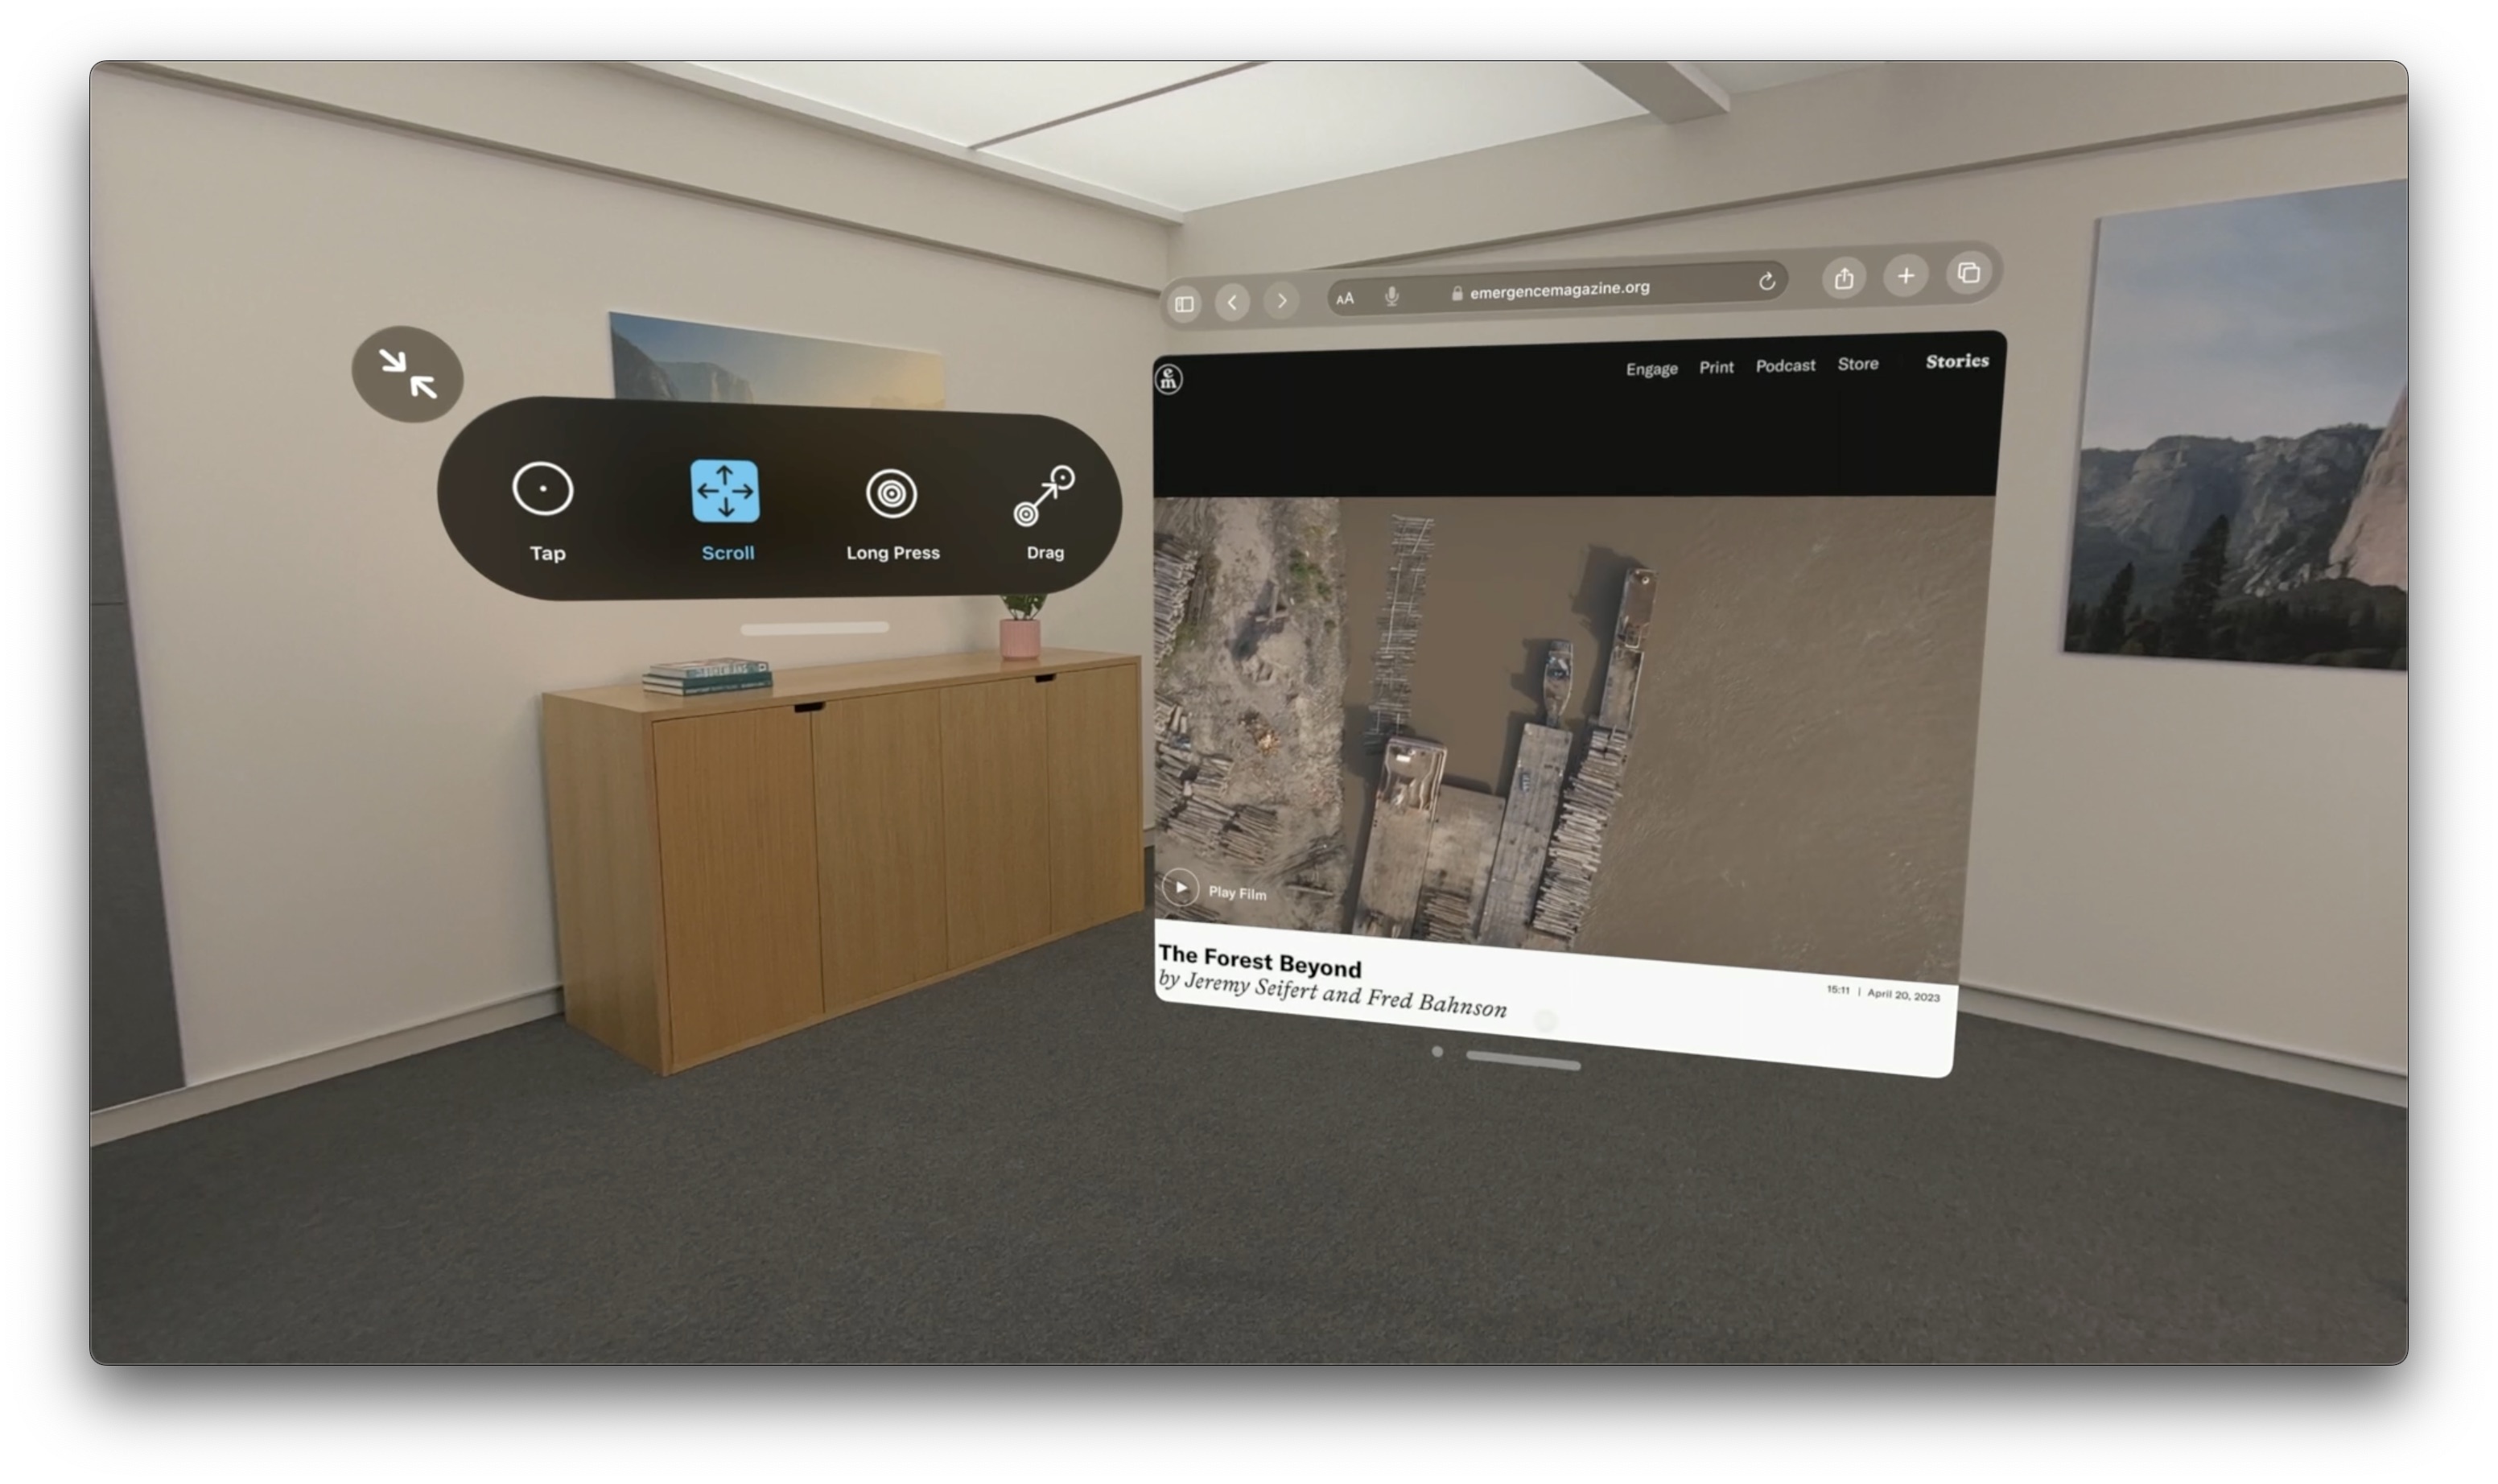 Tap
Scroll
Long Press
Drag
AA
emergencemagazine.org
em
Engage Print Podcast Store Stories
Play Film
The Forest Beyond
by Jeremy Seifert and Fred Bahnson
15:11 | April 20, 2023